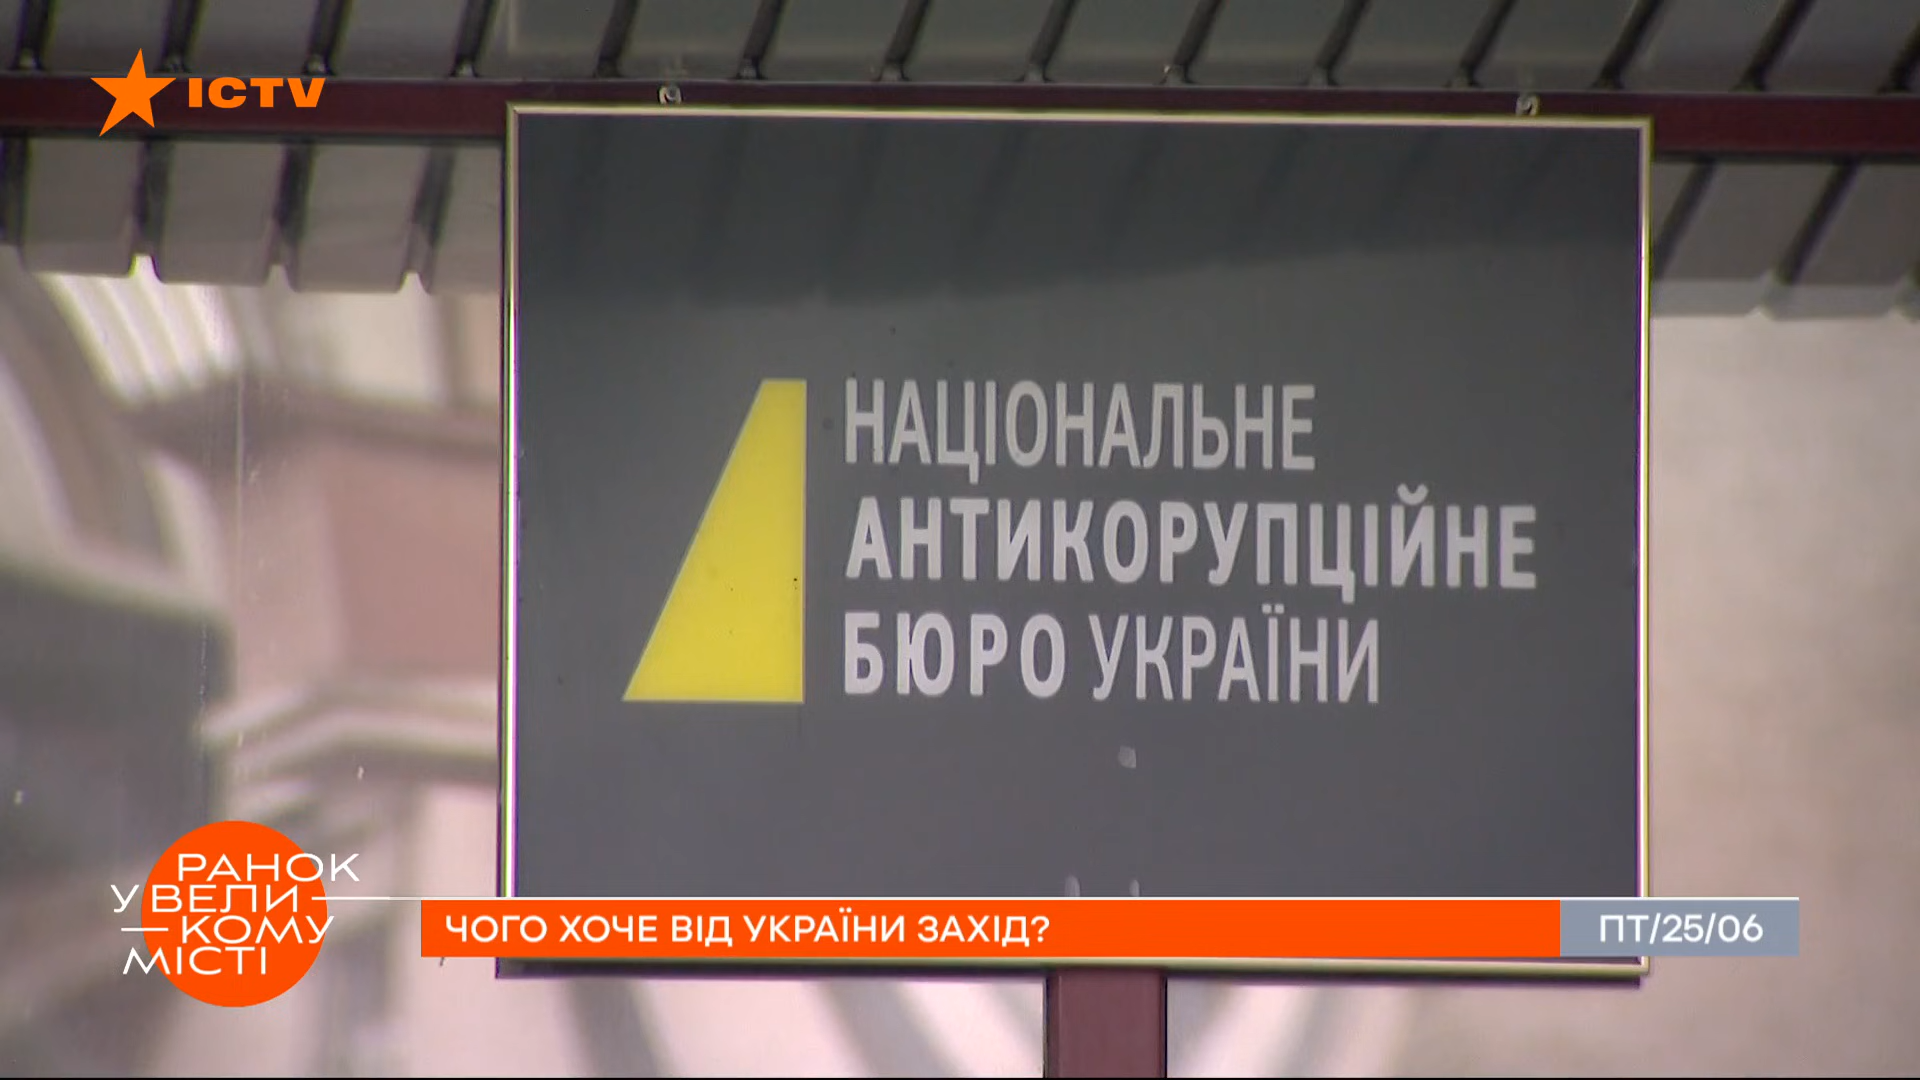 ICTV
НАЦІОНАЛЬНЕ
АНТИКОРУПЦІЙНЕ
БЮРО УКРАЇНИ
РАНОК
У ВЕЛИ-
КОМУ
МІСТІ
ЧОГО ХОЧЕ ВІД УКРАЇНИ ЗАХІД?
ПТ/25/06